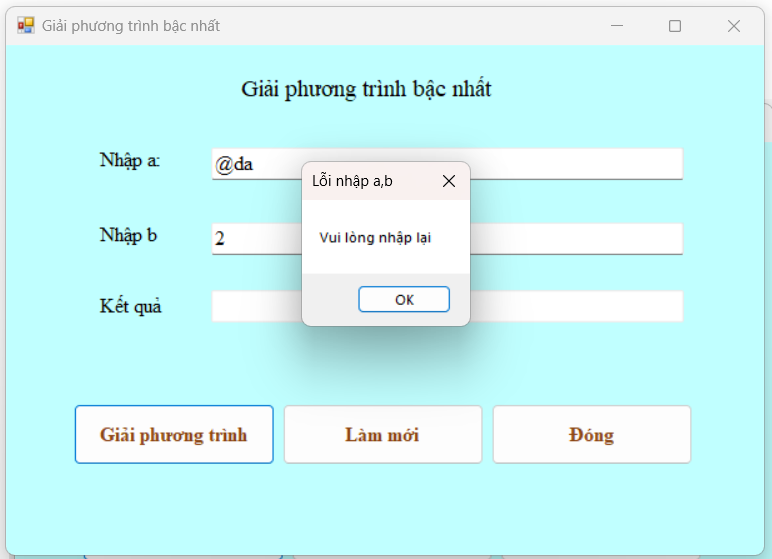 Giải phương trình bậc nhất
Giải phương trình bậc nhất
Nhập a:
@da
Lỗi nhập a,b
Vui lòng nhập lại
OK
Nhập b
2
Kết quả
Giải phương trình
Làm mới
Đóng